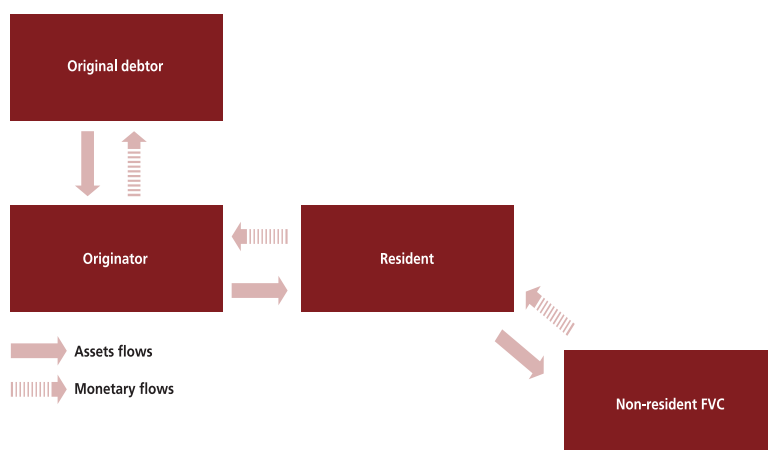 Original debtor
Originator
Resident
Assets flows
Monetary flows
Non-resident FVC